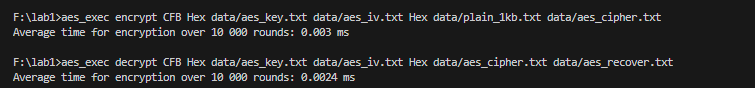 F:\lab1>aes_exec encrypt CFB Hex data/aes_key.txt data/aes_iv.txt Hex data/plain_1kb.txt data/aes_cipher.txt
Average time for encryption over 10 000 rounds: 0.003 ms
F:\lab1>aes_exec decrypt CFB Hex data/aes_key.txt data/aes_iv.txt Hex data/aes_cipher.txt data/aes_recover.txt
Average time for encryption over 10 000 rounds: 0.0024 ms